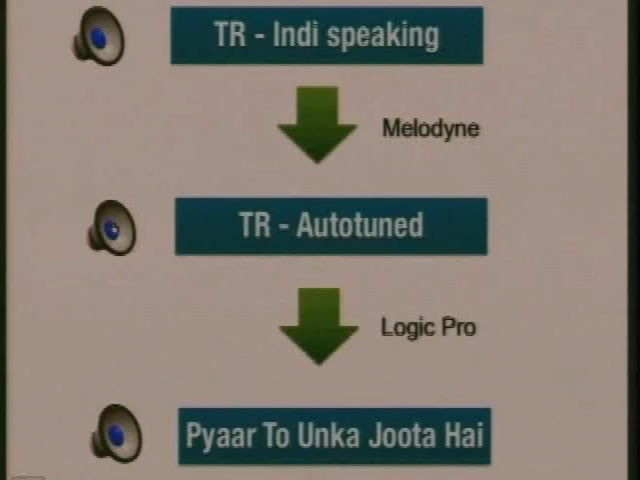 TR - Indi speaking
Melodyne
TR - Autotuned
Logic Pro
Pyaar To Unka Joota Hai